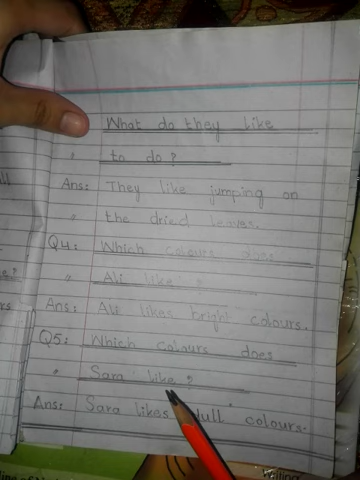 What do they like
" to do?
Ans: They like jumping on
" the dried leaves.
Q4: Which colours does
" Ali like?
Ans: Ali likes bright colours.
Q5: Which colours does
" Sara like?
Ans: Sara likes dull colours.